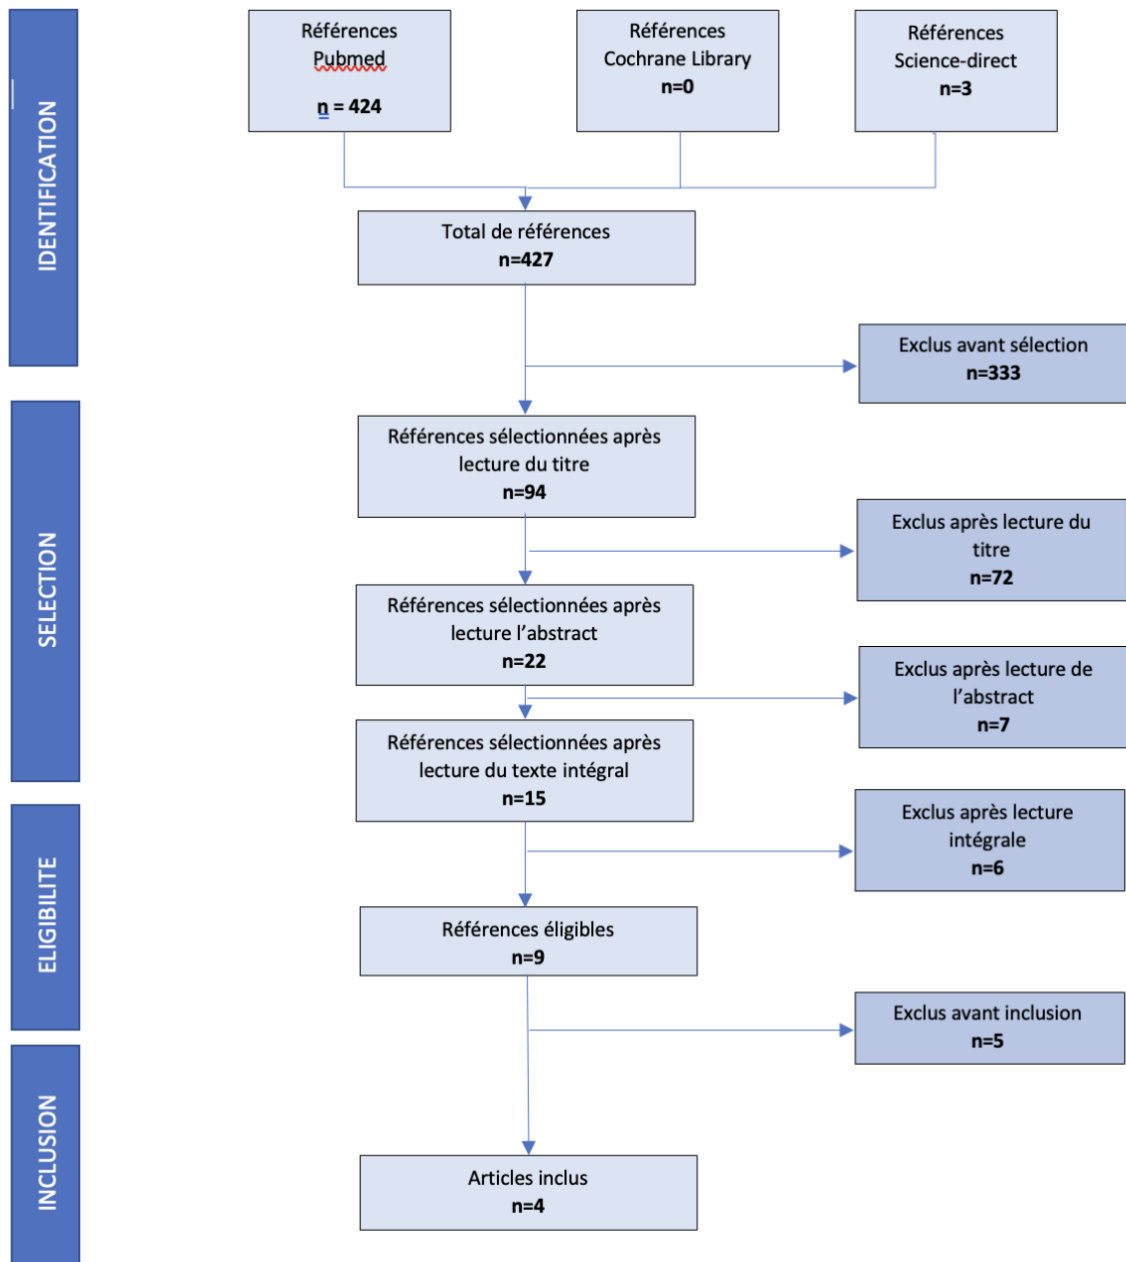 IDENTIFICATION
Références
Pubmed
n = 424
Références
Cochrane Library
n=0
Références
Science-direct
n=3
Total de références
n=427
Exclus avant sélection
n=333
SELECTION
Références sélectionnées après
lecture du titre
n=94
Exclus après lecture du
titre
n=72
Références sélectionnées après
lecture l’abstract
n=22
Exclus après lecture de
l’abstract
n=7
Références sélectionnées après
lecture du texte intégral
n=15
ELIGIBILITE
Exclus après lecture
intégrale
n=6
Références éligibles
n=9
Exclus avant inclusion
n=5
INCLUSION
Articles inclus
n=4